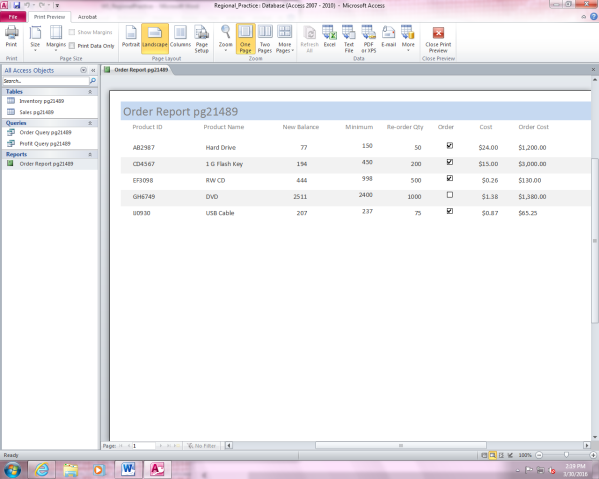 Regional_Practice : Database (Access 2007 - 2010) - Microsoft Access
File Print Preview Acrobat
Print Size Margins Show Margins Print Data Only Portrait Landscape Columns Page Setup Zoom One Page Two Pages More Pages Refresh All Excel Text File PDF or XPS E-mail More Close Print Preview
Print Page Size Page Layout Zoom Data Close Preview
All Access Objects
Order Report pg21489
Search...
Tables
Inventory pg21489
Sales pg21489
Queries
Order Query pg21489
Profit Query pg21489
Reports
Order Report pg21489
Order Report pg21489
Product ID Product Name New Balance Minimum Re-order Qty Order Cost Order Cost
AB2987 Hard Drive 77 150 50 $24.00 $1,200.00
CD4567 1 G Flash Key 194 450 200 $15.00 $3,000.00
EF3098 RW CD 444 998 500 $0.26 $130.00
GH6749 DVD 2511 2400 1000 $1.38 $1,380.00
IJ0930 USB Cable 207 237 75 $0.87 $65.25
Page: 1 No Filter
Ready 100%
3:39 PM
3/30/2016